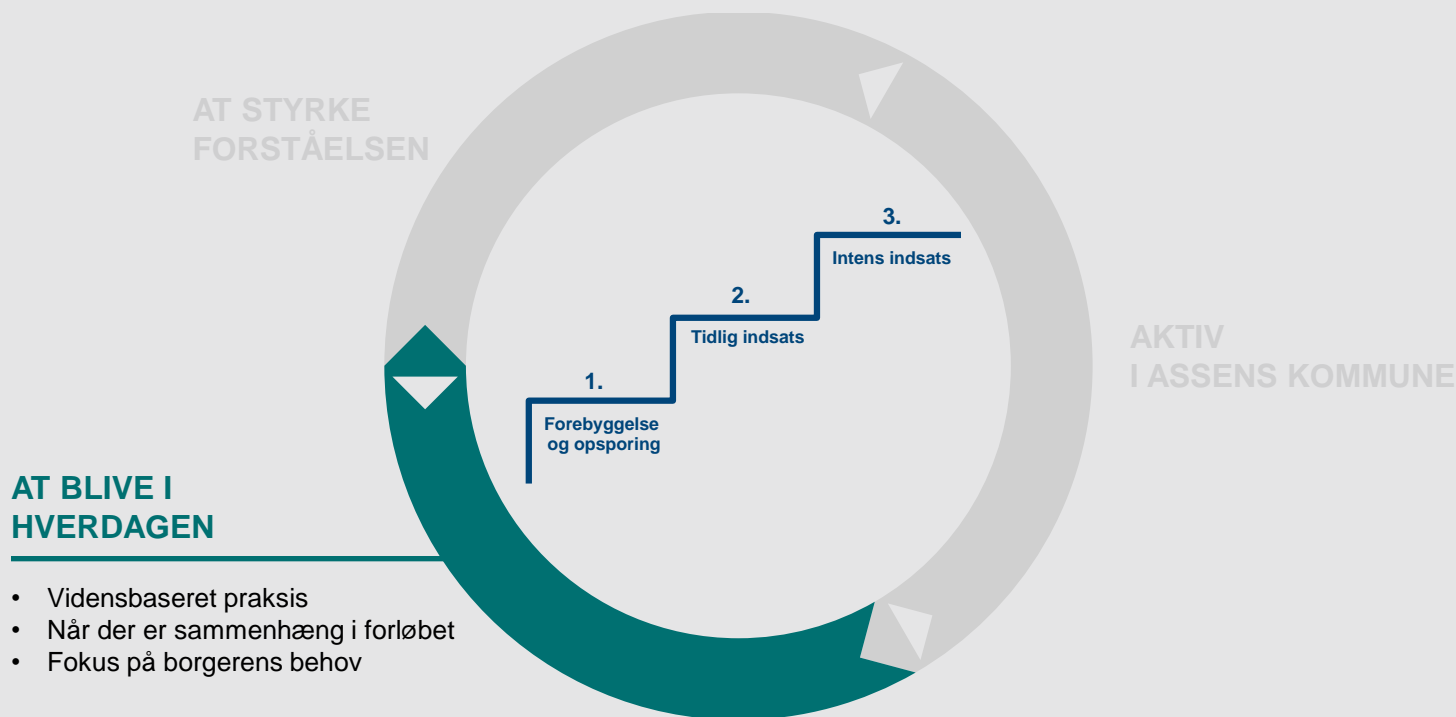 AT STYRKE
FORSTÅELSEN
3.
Intens indsats
2.
Tidlig indsats
AKTIV
I ASSENS KOMMUNE
1.
Forebyggelse
og opsporing
AT BLIVE I
HVERDAGEN
• Vidensbaseret praksis
• Når der er sammenhæng i forløbet
• Fokus på borgerens behov